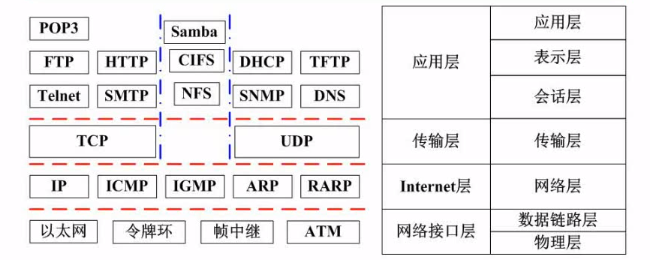 POP3 Samba
FTP HTTP CIFS DHCP TFTP
Telnet SMTP NFS SNMP DNS
TCP UDP
IP ICMP IGMP ARP RARP
以太网 令牌环 帧中继 ATM
应用层 应用层
表示层
会话层
传输层 传输层
Internet层 网络层
网络接口层 数据链路层
物理层